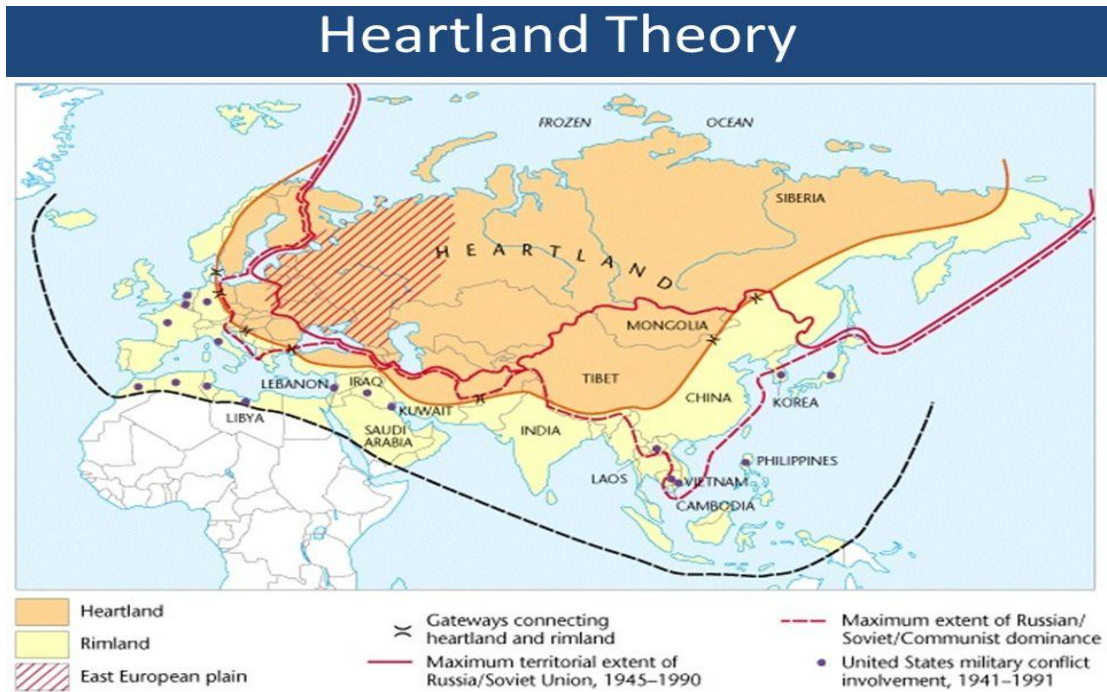 Heartland Theory
FROZEN OCEAN
SIBERIA
HEARTLAND
MONGOLIA
TIBET
CHINA
KOREA
LEBANON
IRAQ
KUWAIT
LIBYA
SAUDI
ARABIA
INDIA
LAOS
VIETNAM
CAMBODIA
PHILIPPINES
Heartland
Rimland
East European plain
Gateways connecting
heartland and rimland
Maximum territorial extent of
Russia/Soviet Union, 1945–1990
Maximum extent of Russian/
Soviet/Communist dominance
United States military conflict
involvement, 1941–1991